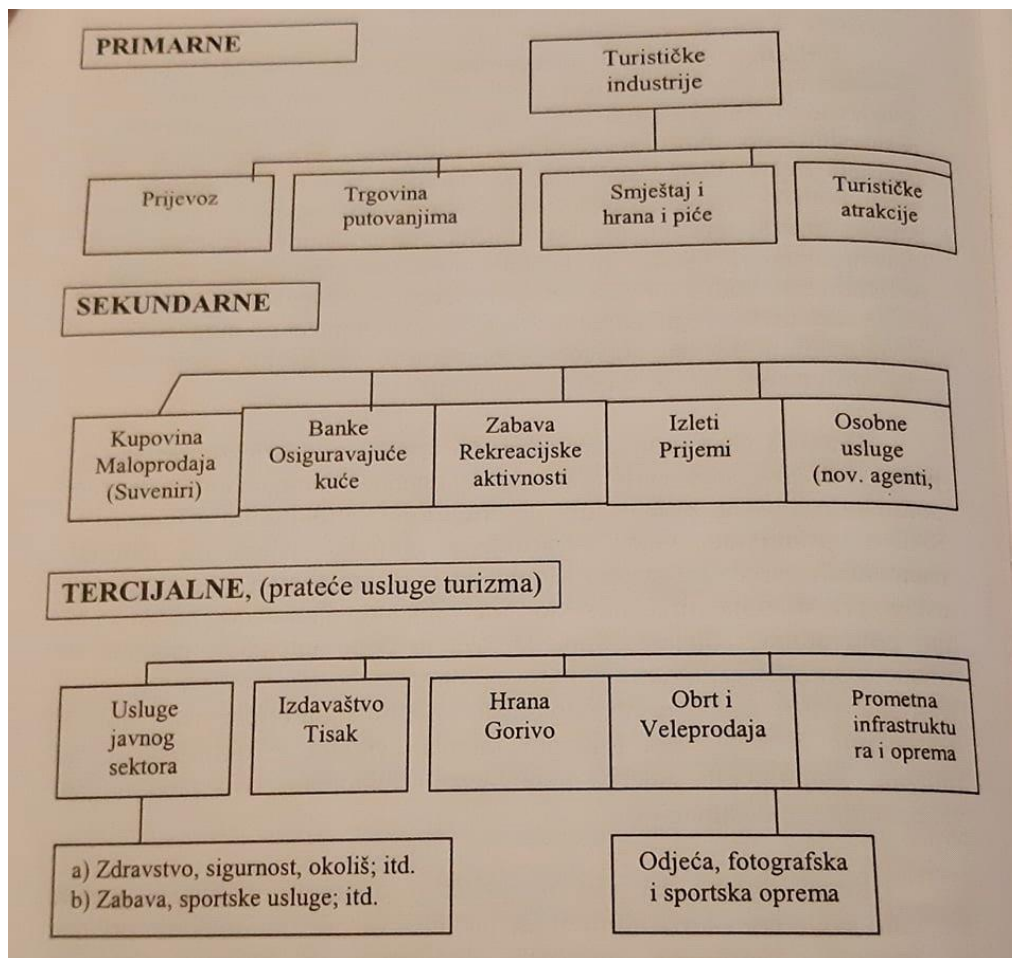 PRIMARNE
Turističke
industrije
Prijevoz
Trgovina
putovanjima
Smještaj i
hrana i piće
Turističke
atrakcije
SEKUNDARNE
Kupovina
Maloprodaja
(Suveniri)
Banke
Osiguravajuće
kuće
Zabava
Rekreacijske
aktivnosti
Izleti
Prijemi
Osobne
usluge
(nov. agenti,
TERCIJALNE, (prateće usluge turizma)
Usluge
javnog
sektora
Izdavaštvo
Tisak
Hrana
Gorivo
Obrt i
Veleprodaja
Prometna
infrastruktu
ra i oprema
a) Zdravstvo, sigurnost, okoliš; itd.
b) Zabava, sportske usluge; itd.
Odjeća, fotografska
i sportska oprema